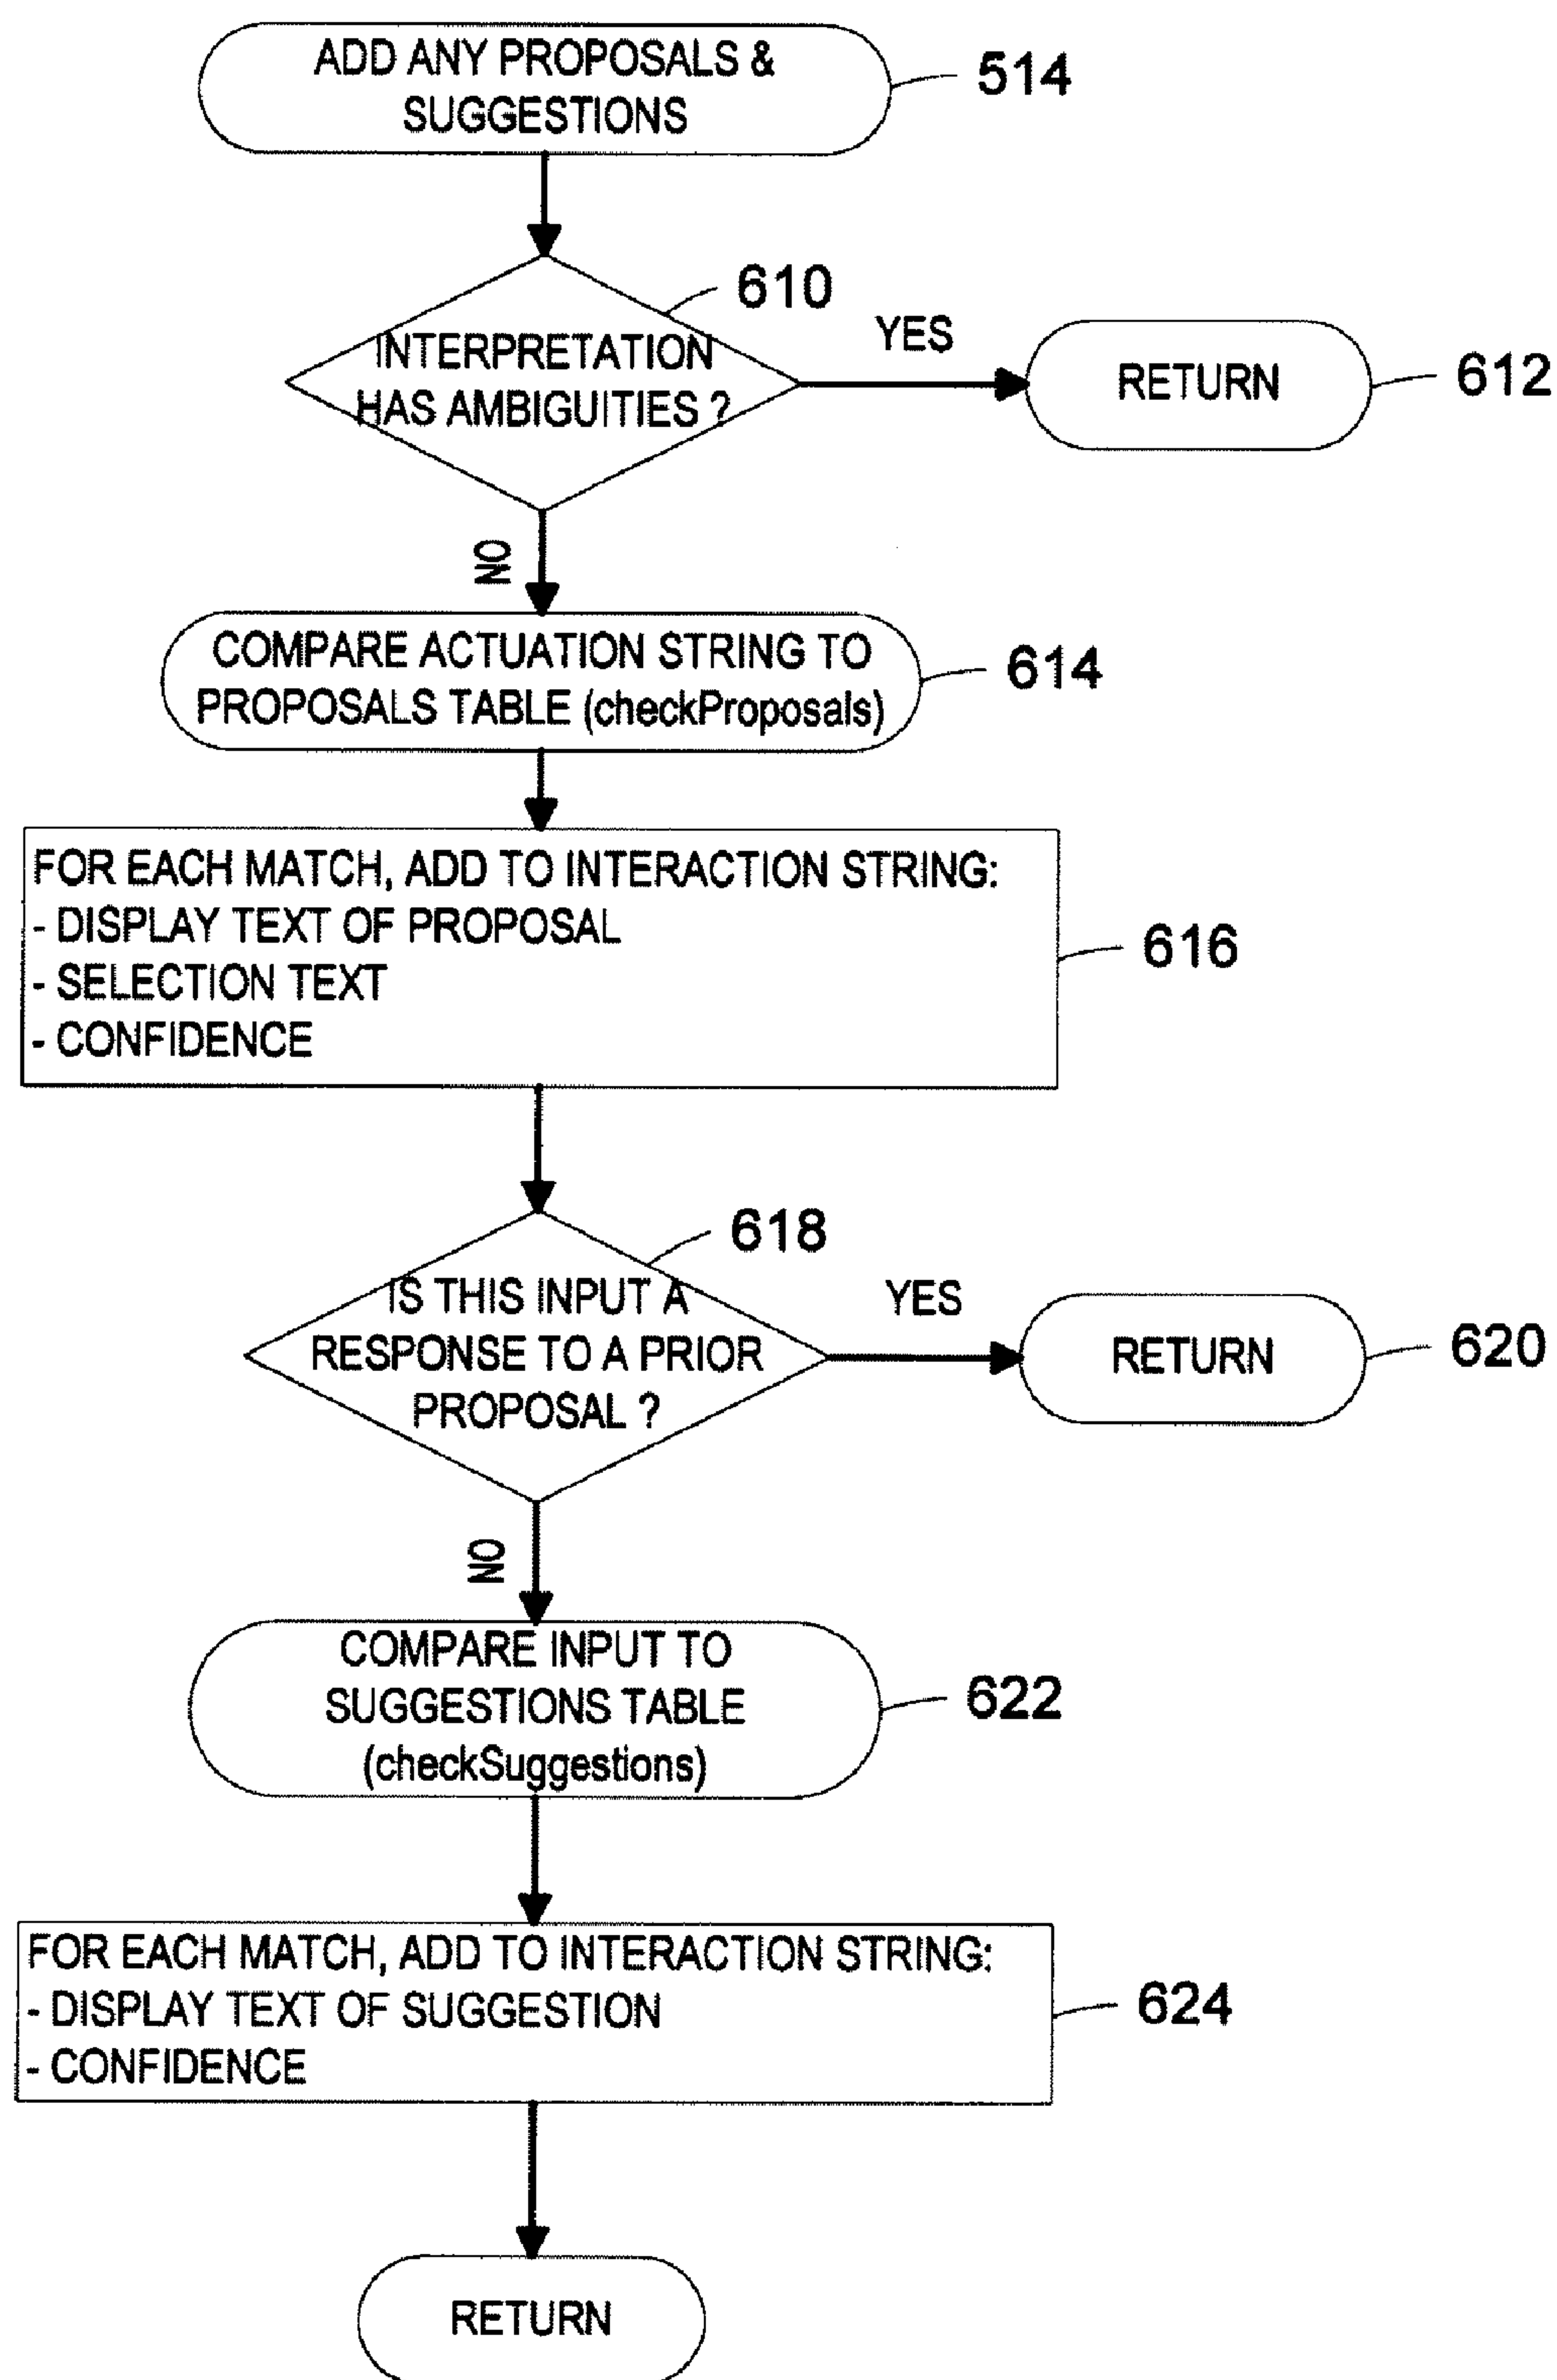 ADD ANY PROPOSALS &
SUGGESTIONS
514
610
INTERPRETATION
HAS AMBIGUITIES ?
YES
RETURN
612
NO
COMPARE ACTUATION STRING TO
PROPOSALS TABLE (checkProposals)
614
FOR EACH MATCH, ADD TO INTERACTION STRING:
- DISPLAY TEXT OF PROPOSAL
- SELECTION TEXT
- CONFIDENCE
616
618
IS THIS INPUT A
RESPONSE TO A PRIOR
PROPOSAL ?
YES
RETURN
620
NO
COMPARE INPUT TO
SUGGESTIONS TABLE
(checkSuggestions)
622
FOR EACH MATCH, ADD TO INTERACTION STRING:
- DISPLAY TEXT OF SUGGESTION
- CONFIDENCE
624
RETURN